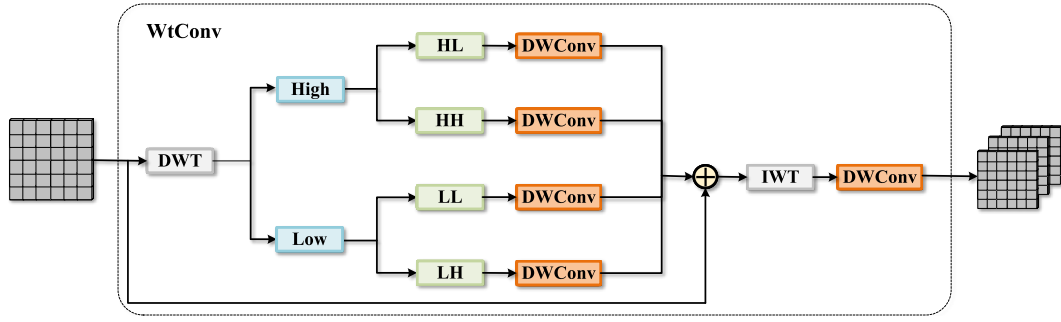 WtConv
HL
DWConv
High
HH
DWConv
DWT
IWT
DWConv
LL
DWConv
Low
LH
DWConv